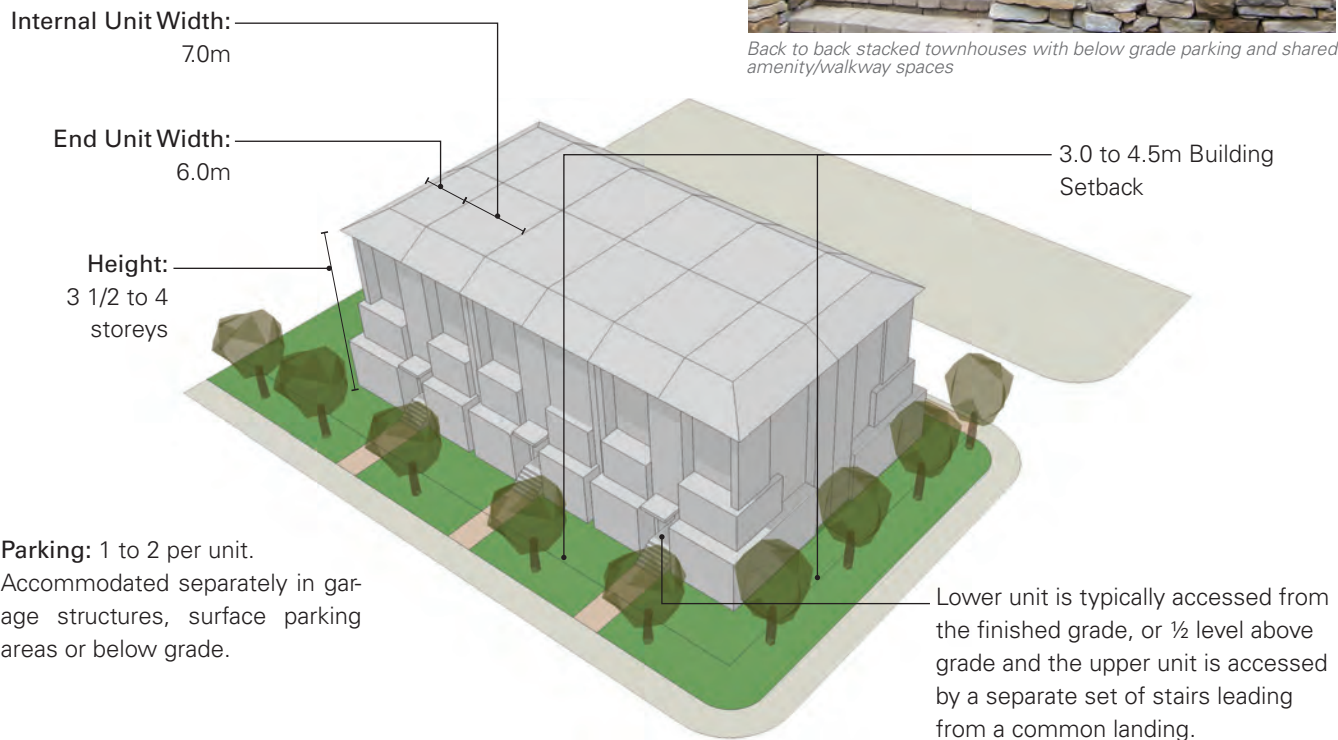 Internal Unit Width:
7.0m
Back to back stacked townhouses with below grade parking and shared
amenity/walkway spaces
End Unit Width:
6.0m
3.0 to 4.5m Building
Setback
Height:
3 1/2 to 4
storeys
Parking: 1 to 2 per unit.
Accommodated separately in gar-
age structures, surface parking
areas or below grade.
Lower unit is typically accessed from
the finished grade, or ½ level above
grade and the upper unit is accessed
by a separate set of stairs leading
from a common landing.